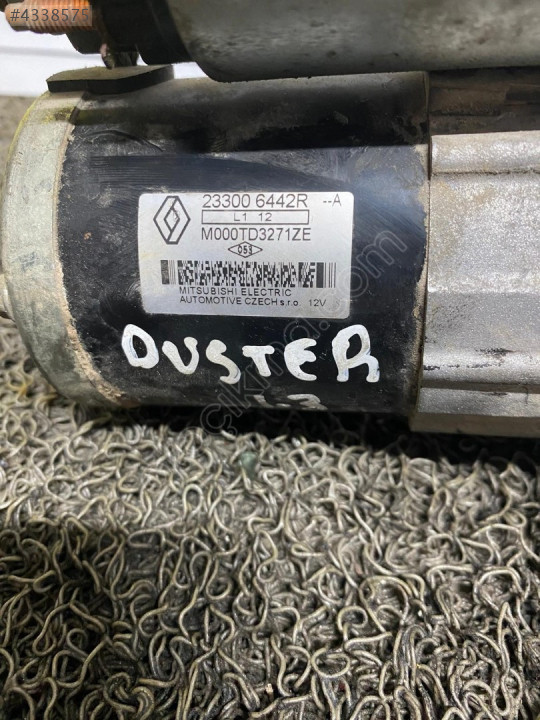 #4338575
23300 6442R --A
L1 12
M000TD3271ZE
053
MITSUBISHI ELECTRIC
AUTOMOTIVE CZECH s.r.o 12V
DUSTER